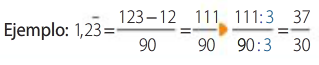 Ejemplo: 1,23̅ = 123−12/90 = 111/90 ▶ 111:3/90:3 = 37/30